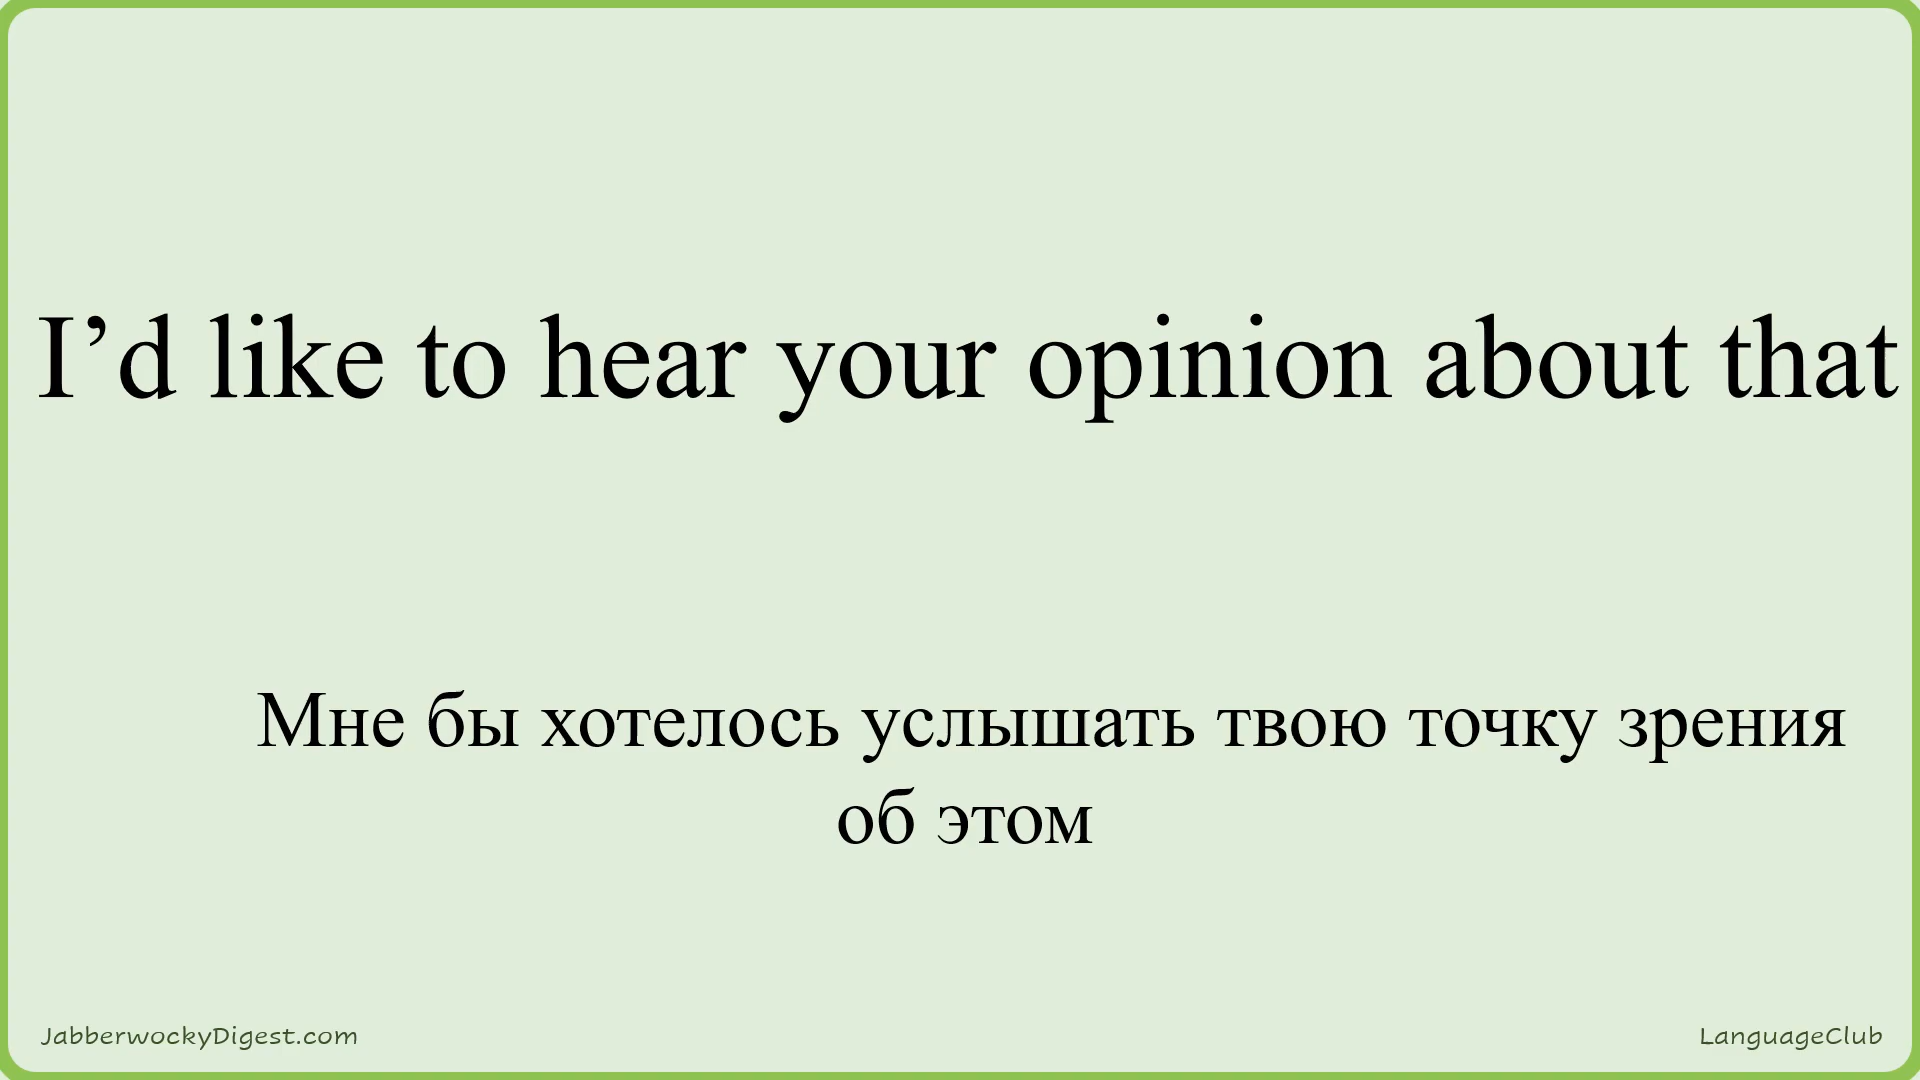 I’d like to hear your opinion about that
Мне бы хотелось услышать твою точку зрения
об этом
JabberwockyDigest.com
LanguageClub